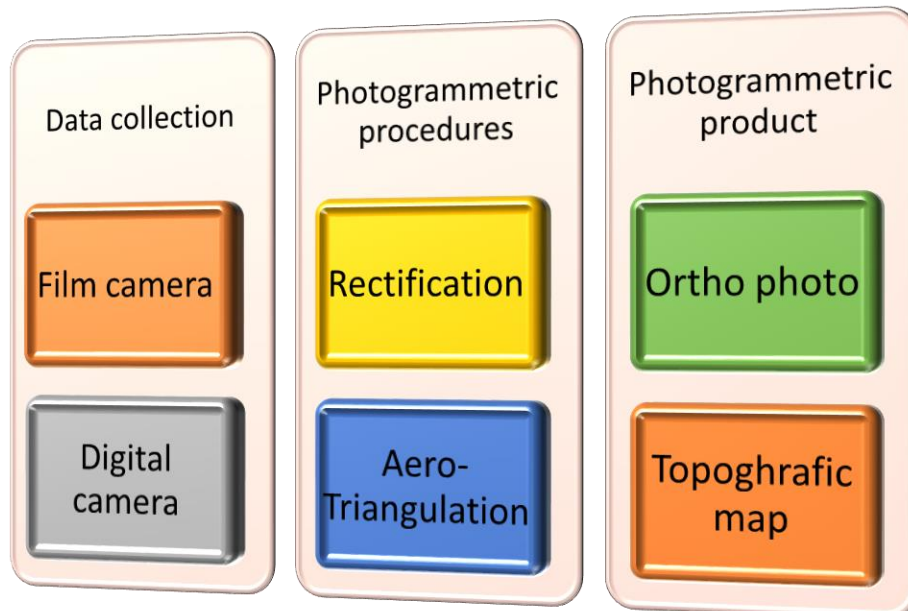 Data collection
Film camera
Digital
camera
Photogrammetric
procedures
Rectification
Aero-
Triangulation
Photogrammetric
product
Ortho photo
Topoghrafic
map